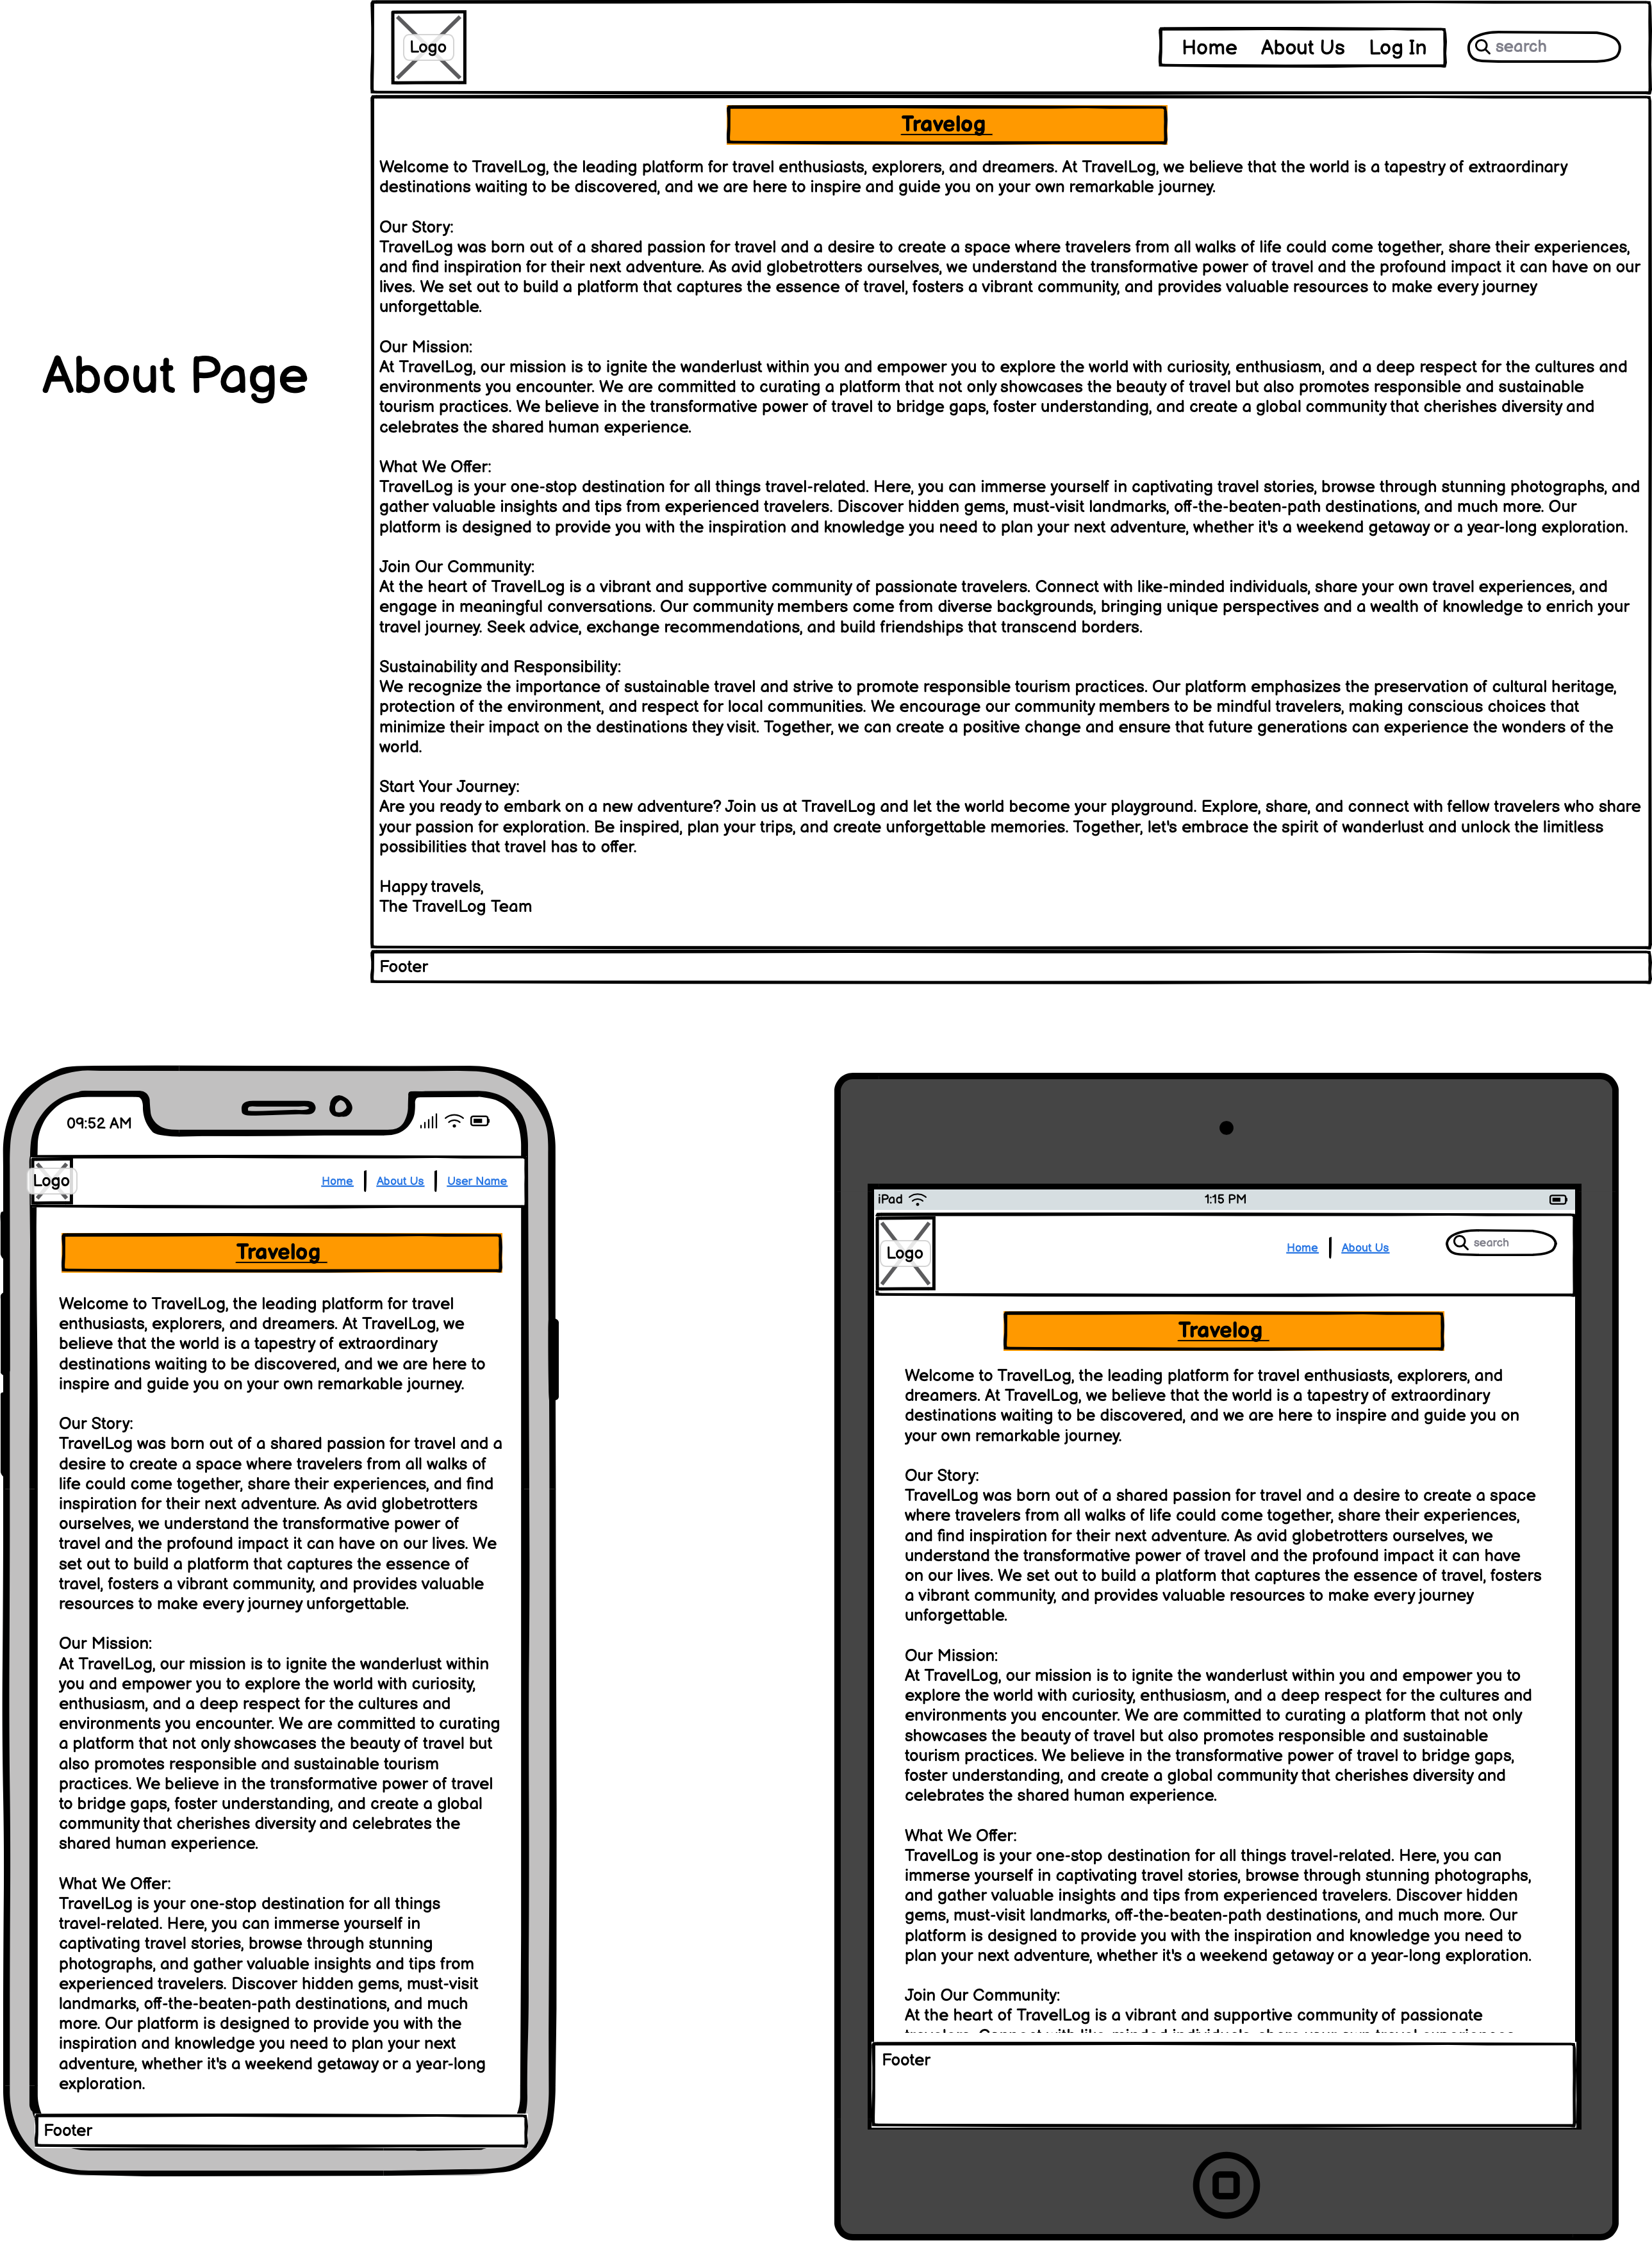 Logo
Home About Us Log In
search
Travelog
Welcome to TravelLog, the leading platform for travel enthusiasts, explorers, and dreamers. At TravelLog, we believe that the world is a tapestry of extraordinary
destinations waiting to be discovered, and we are here to inspire and guide you on your own remarkable journey.
Our Story:
TravelLog was born out of a shared passion for travel and a desire to create a space where travelers from all walks of life could come together, share their experiences,
and find inspiration for their next adventure. As avid globetrotters ourselves, we understand the transformative power of travel and the profound impact it can have on our
lives. We set out to build a platform that captures the essence of travel, fosters a vibrant community, and provides valuable resources to make every journey
unforgettable.
Our Mission:
At TravelLog, our mission is to ignite the wanderlust within you and empower you to explore the world with curiosity, enthusiasm, and a deep respect for the cultures and
environments you encounter. We are committed to curating a platform that not only showcases the beauty of travel but also promotes responsible and sustainable
tourism practices. We believe in the transformative power of travel to bridge gaps, foster understanding, and create a global community that cherishes diversity and
celebrates the shared human experience.
What We Offer:
TravelLog is your one-stop destination for all things travel-related. Here, you can immerse yourself in captivating travel stories, browse through stunning photographs, and
gather valuable insights and tips from experienced travelers. Discover hidden gems, must-visit landmarks, off-the-beaten-path destinations, and much more. Our
platform is designed to provide you with the inspiration and knowledge you need to plan your next adventure, whether it's a weekend getaway or a year-long exploration.
Join Our Community:
At the heart of TravelLog is a vibrant and supportive community of passionate travelers. Connect with like-minded individuals, share your own travel experiences, and
engage in meaningful conversations. Our community members come from diverse backgrounds, bringing unique perspectives and a wealth of knowledge to enrich your
travel journey. Seek advice, exchange recommendations, and build friendships that transcend borders.
Sustainability and Responsibility:
We recognize the importance of sustainable travel and strive to promote responsible tourism practices. Our platform emphasizes the preservation of cultural heritage,
protection of the environment, and respect for local communities. We encourage our community members to be mindful travelers, making conscious choices that
minimize their impact on the destinations they visit. Together, we can create a positive change and ensure that future generations can experience the wonders of the
world.
Start Your Journey:
Are you ready to embark on a new adventure? Join us at TravelLog and let the world become your playground. Explore, share, and connect with fellow travelers who share
your passion for exploration. Be inspired, plan your trips, and create unforgettable memories. Together, let's embrace the spirit of wanderlust and unlock the limitless
possibilities that travel has to offer.
Happy travels,
The TravelLog Team
Footer
About Page
09:52 AM
Logo
Home About Us User Name
Travelog
Welcome to TravelLog, the leading platform for travel
enthusiasts, explorers, and dreamers. At TravelLog, we
believe that the world is a tapestry of extraordinary
destinations waiting to be discovered, and we are here to
inspire and guide you on your own remarkable journey.
Our Story:
TravelLog was born out of a shared passion for travel and a
desire to create a space where travelers from all walks of
life could come together, share their experiences, and find
inspiration for their next adventure. As avid globetrotters
ourselves, we understand the transformative power of
travel and the profound impact it can have on our lives. We
set out to build a platform that captures the essence of
travel, fosters a vibrant community, and provides valuable
resources to make every journey unforgettable.
Our Mission:
At TravelLog, our mission is to ignite the wanderlust within
you and empower you to explore the world with curiosity,
enthusiasm, and a deep respect for the cultures and
environments you encounter. We are committed to curating
a platform that not only showcases the beauty of travel but
also promotes responsible and sustainable tourism
practices. We believe in the transformative power of travel
to bridge gaps, foster understanding, and create a global
community that cherishes diversity and celebrates the
shared human experience.
What We Offer:
TravelLog is your one-stop destination for all things
travel-related. Here, you can immerse yourself in
captivating travel stories, browse through stunning
photographs, and gather valuable insights and tips from
experienced travelers. Discover hidden gems, must-visit
landmarks, off-the-beaten-path destinations, and much
more. Our platform is designed to provide you with the
inspiration and knowledge you need to plan your next
adventure, whether it's a weekend getaway or a year-long
exploration.
Footer
iPad 1:15 PM
Logo
Home About Us
search
Travelog
Welcome to TravelLog, the leading platform for travel enthusiasts, explorers, and
dreamers. At TravelLog, we believe that the world is a tapestry of extraordinary
destinations waiting to be discovered, and we are here to inspire and guide you on
your own remarkable journey.
Our Story:
TravelLog was born out of a shared passion for travel and a desire to create a space
where travelers from all walks of life could come together, share their experiences,
and find inspiration for their next adventure. As avid globetrotters ourselves, we
understand the transformative power of travel and the profound impact it can have
on our lives. We set out to build a platform that captures the essence of travel, fosters
a vibrant community, and provides valuable resources to make every journey
unforgettable.
Our Mission:
At TravelLog, our mission is to ignite the wanderlust within you and empower you to
explore the world with curiosity, enthusiasm, and a deep respect for the cultures and
environments you encounter. We are committed to curating a platform that not only
showcases the beauty of travel but also promotes responsible and sustainable
tourism practices. We believe in the transformative power of travel to bridge gaps,
foster understanding, and create a global community that cherishes diversity and
celebrates the shared human experience.
What We Offer:
TravelLog is your one-stop destination for all things travel-related. Here, you can
immerse yourself in captivating travel stories, browse through stunning photographs,
and gather valuable insights and tips from experienced travelers. Discover hidden
gems, must-visit landmarks, off-the-beaten-path destinations, and much more. Our
platform is designed to provide you with the inspiration and knowledge you need to
plan your next adventure, whether it's a weekend getaway or a year-long exploration.
Join Our Community:
At the heart of TravelLog is a vibrant and supportive community of passionate
Footer